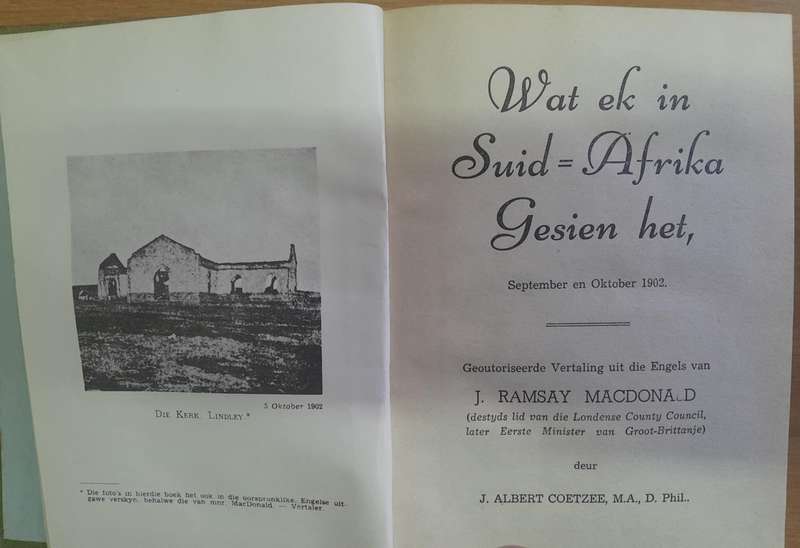 5 Oktober 1902
DIE KERK, LINDLEY.*
* Die foto's in hierdie boek het ook in die oorspronklike, Engelse uit-
gawe verskyn, behalwe die van mnr. MacDonald. — Vertaler.
Wat ek in
Suid=Afrika
Gesien het,
September en Oktober 1902.
Geoutoriseerde Vertaling uit die Engels van
J. RAMSAY MACDONALD
(destyds lid van die Londense County Council,
later Eerste Minister van Groot-Brittanje)
deur
J. ALBERT COETZEE, M.A., D. Phil..